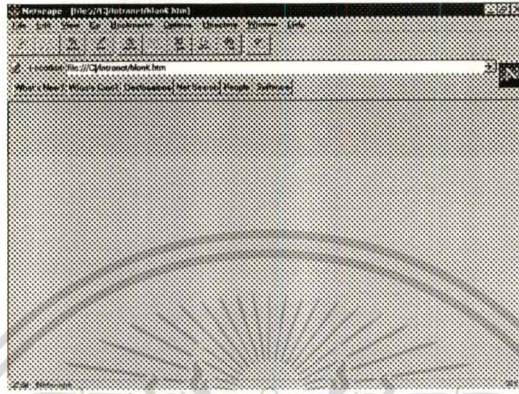 Netscape - [file:///C|/intranet/blank.htm]
File Edit View Go Bookmarks Options Directory Window Help
Location: file:///C|/intranet/blank.htm
What's New? What's Cool? Destinations Net Search People Software
Netscape